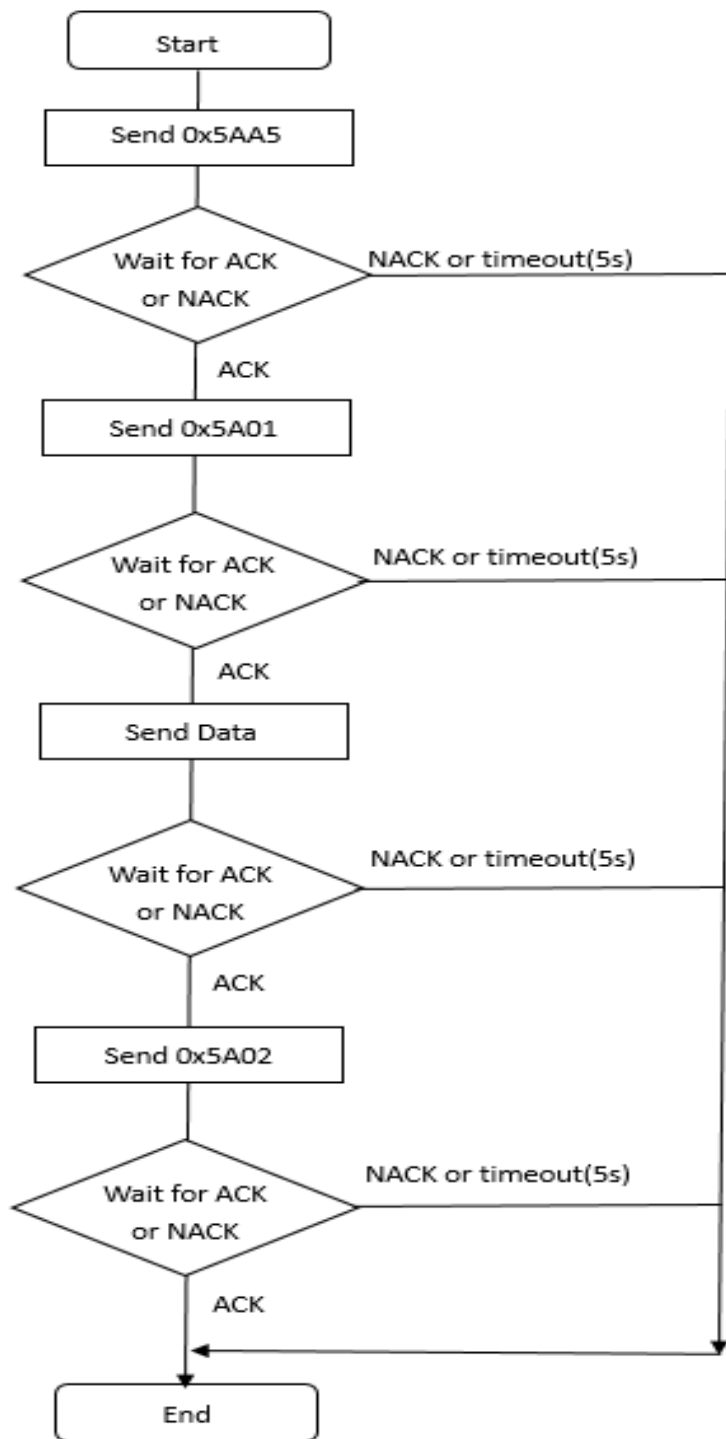 Start
Send 0x5AA5
Wait for ACK
or NACK
NACK or timeout(5s)
ACK
Send 0x5A01
Wait for ACK
or NACK
NACK or timeout(5s)
ACK
Send Data
Wait for ACK
or NACK
NACK or timeout(5s)
ACK
Send 0x5A02
Wait for ACK
or NACK
NACK or timeout(5s)
ACK
End